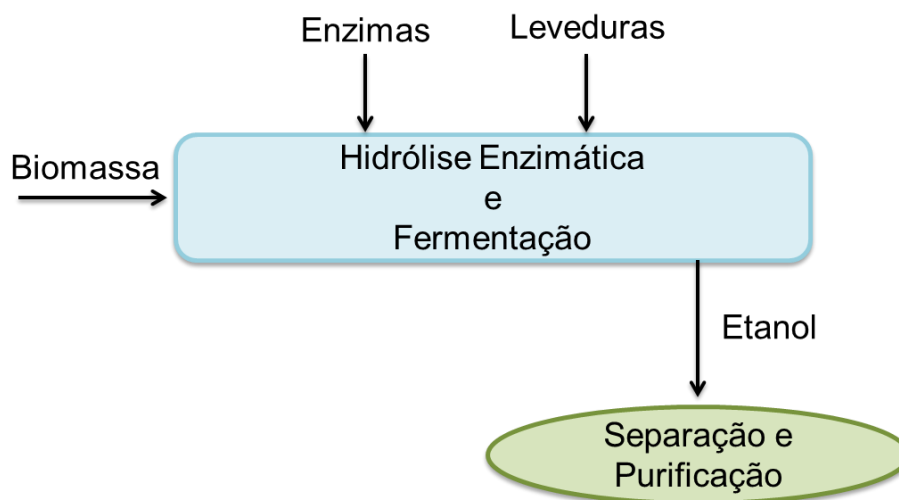 Enzimas
Leveduras
Biomassa
Hidrólise Enzimática
e
Fermentação
Etanol
Separação e
Purificação